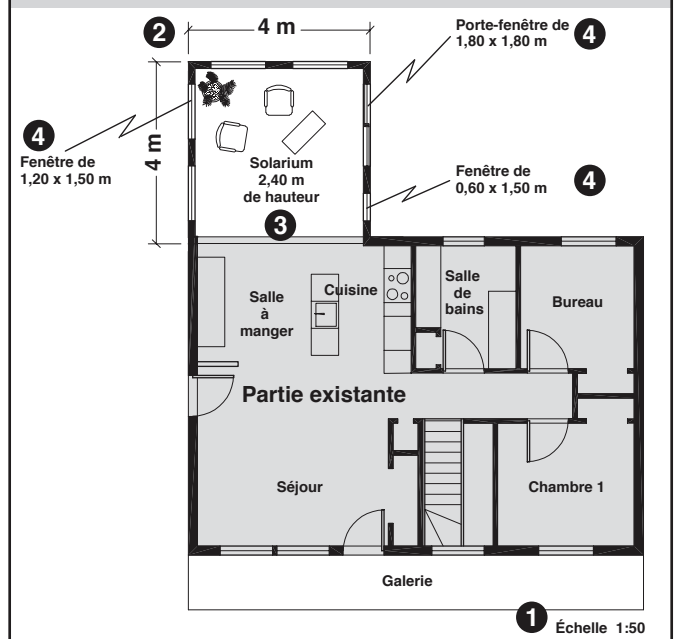 2
4 m
Porte-fenêtre de
1,80 x 1,80 m
4
4
Fenêtre de
1,20 x 1,50 m
4 m
Solarium
2,40 m
de hauteur
3
Fenêtre de
0,60 x 1,50 m
4
Salle
à
manger
Cuisine
Salle
de
bains
Bureau
Partie existante
Séjour
Chambre 1
Galerie
1
Échelle 1:50